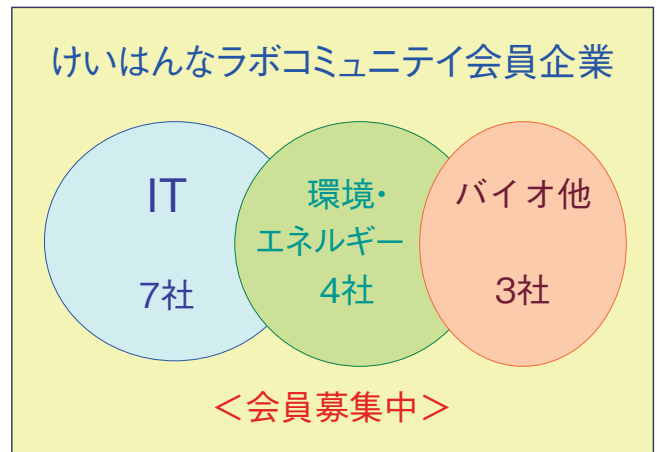 けいはんなラボコミュニテイ会員企業
IT
7社
環境・
エネルギー
4社
バイオ他
3社
＜会員募集中＞